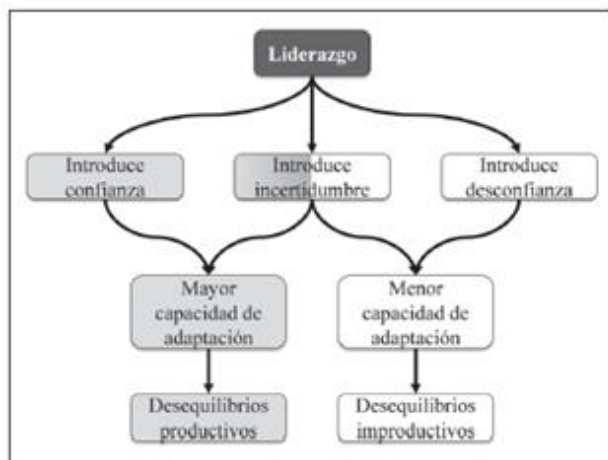 Liderazgo
Introduce
confianza
Introduce
incertidumbre
Introduce
desconfianza
Mayor
capacidad de
adaptación
Menor
capacidad de
adaptación
Desequilibrios
productivos
Desequilibrios
improductivos